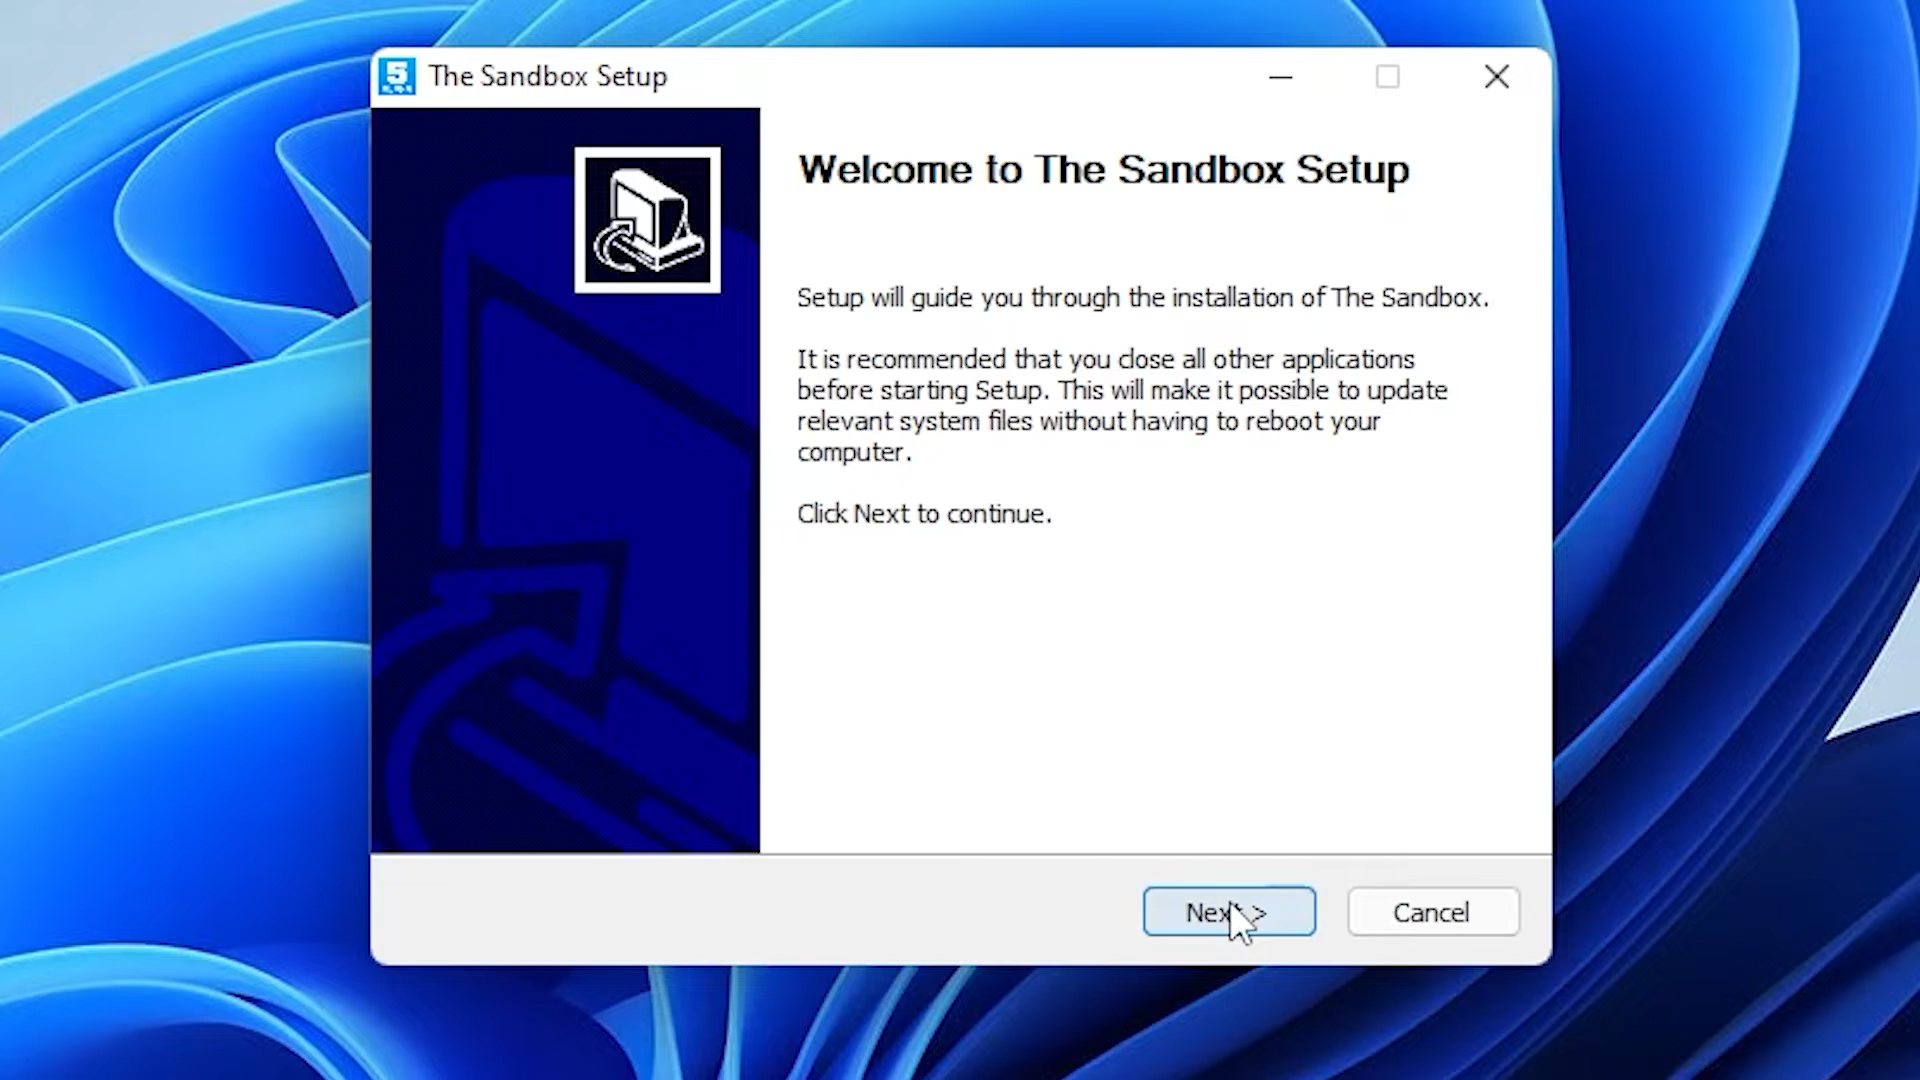 The Sandbox Setup
Welcome to The Sandbox Setup
Setup will guide you through the installation of The Sandbox.
It is recommended that you close all other applications
before starting Setup. This will make it possible to update
relevant system files without having to reboot your
computer.
Click Next to continue.
Next >
Cancel